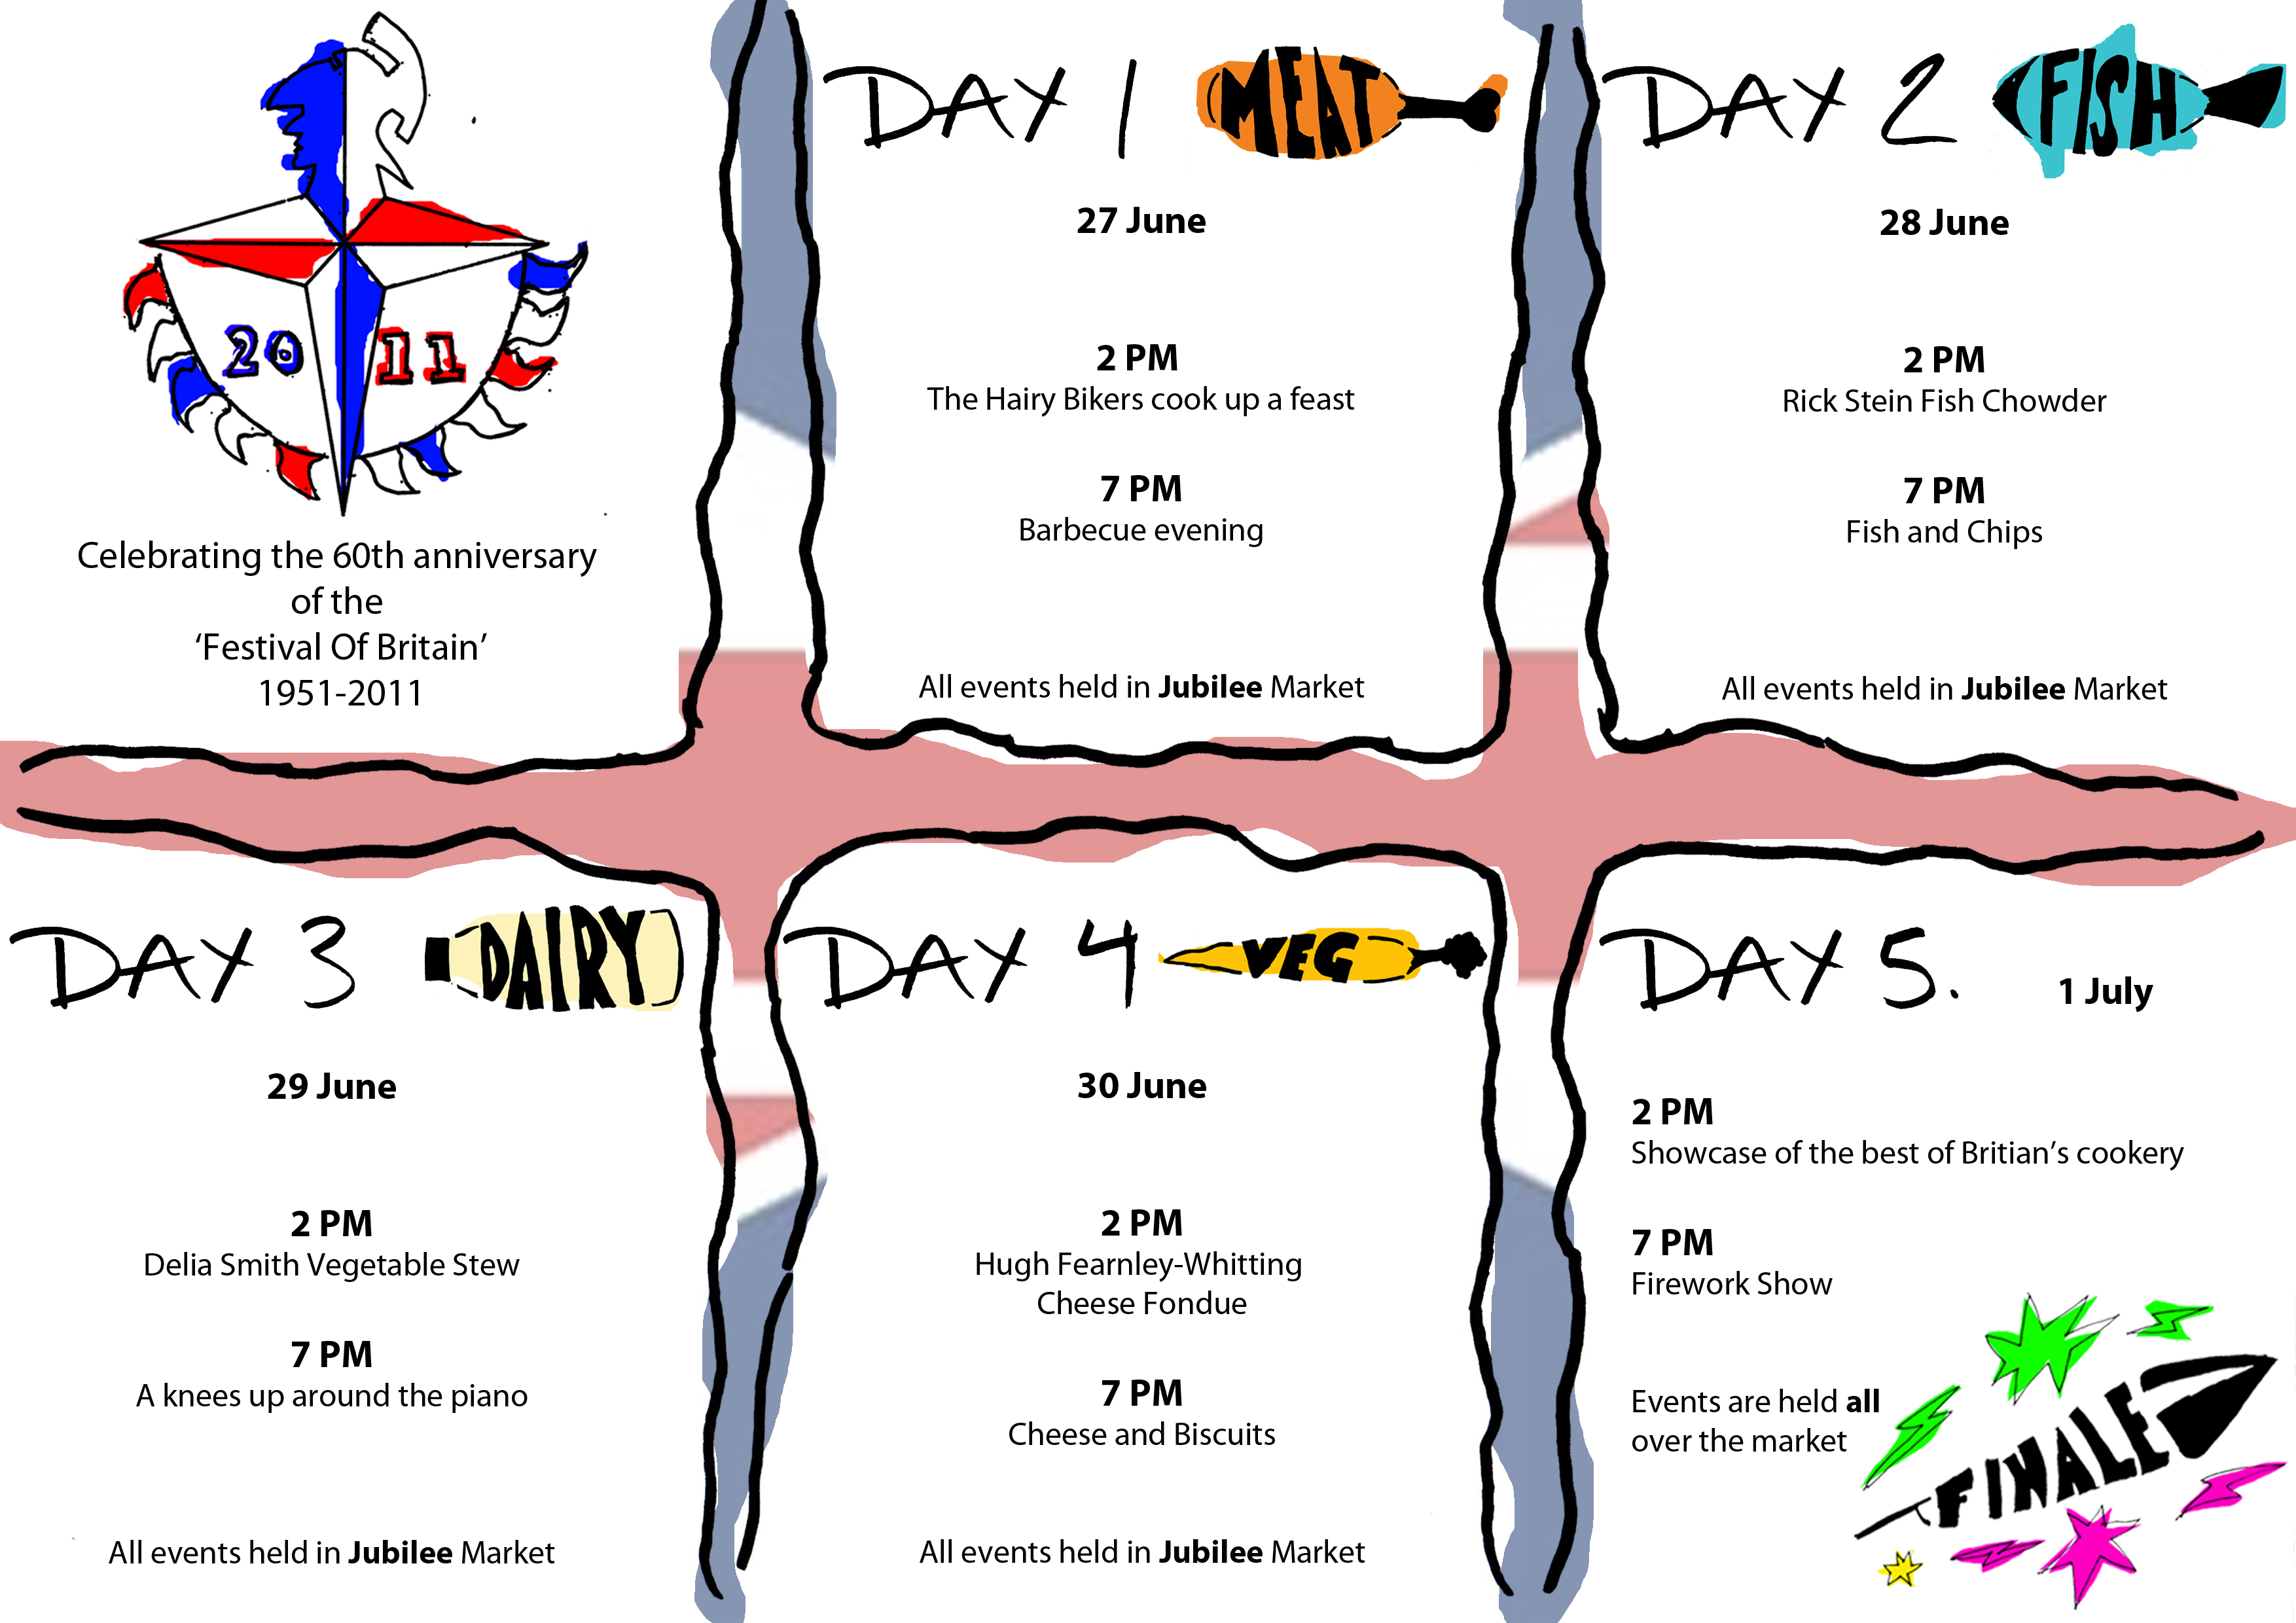 20 11
Celebrating the 60th anniversary
of the
‘Festival Of Britain’
1951-2011
DAY 1 MEAT
27 June
2 PM
The Hairy Bikers cook up a feast
7 PM
Barbecue evening
All events held in Jubilee Market
DAY 2 FISH
28 June
2 PM
Rick Stein Fish Chowder
7 PM
Fish and Chips
All events held in Jubilee Market
DAY 3 DAIRY
29 June
2 PM
Delia Smith Vegetable Stew
7 PM
A knees up around the piano
All events held in Jubilee Market
DAY 4 VEG
30 June
2 PM
Hugh Fearnley-Whitting
Cheese Fondue
7 PM
Cheese and Biscuits
All events held in Jubilee Market
DAY 5. 1 July
2 PM
Showcase of the best of Britian’s cookery
7 PM
Firework Show
Events are held all
over the market
FINALE